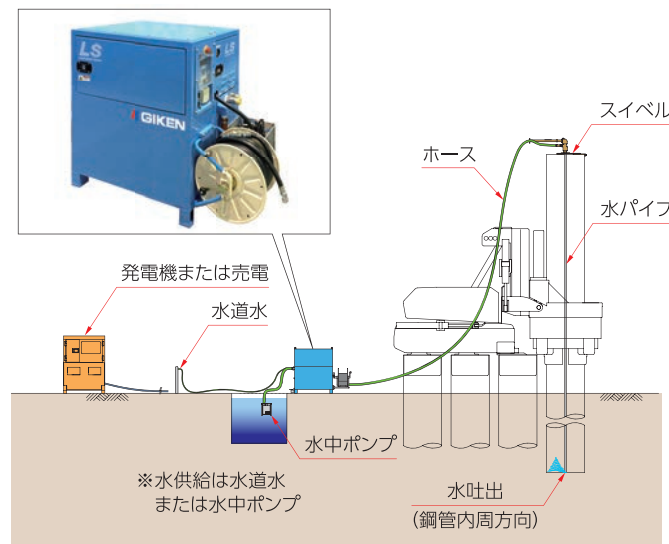 LS
LS
GIKEN
スイベル
ホース
水パイプ
発電機または売電
水道水
水中ポンプ
※水供給は水道水
または水中ポンプ
水吐出
(鋼管内周方向)